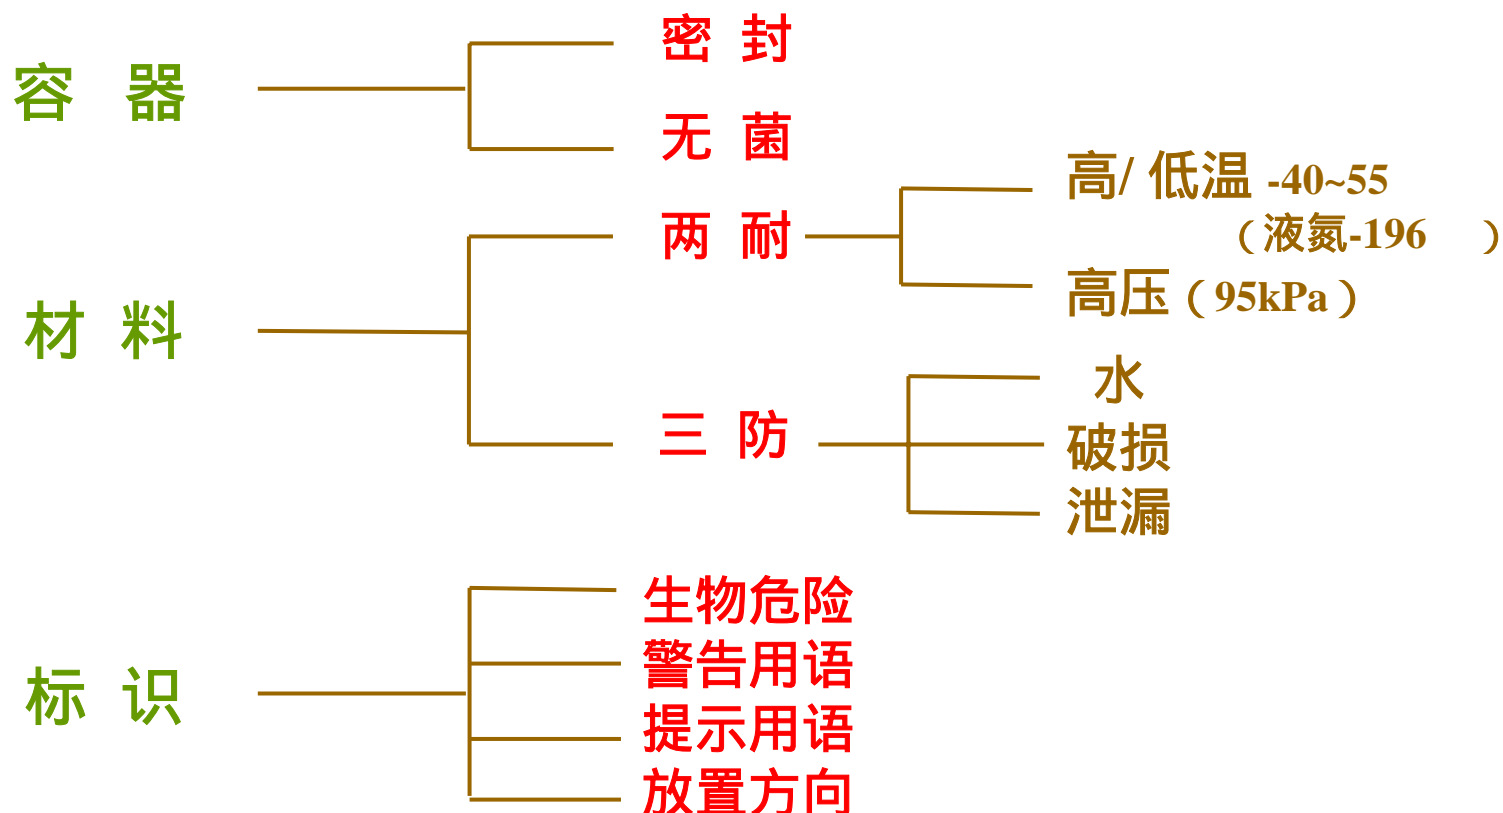 容 器
密 封
无 菌
材 料
两 耐
高/ 低温 -40~55
（液氮-196 ）
高压（95kPa）
三 防
水
破损
泄漏
标 识
生物危险
警告用语
提示用语
放置方向